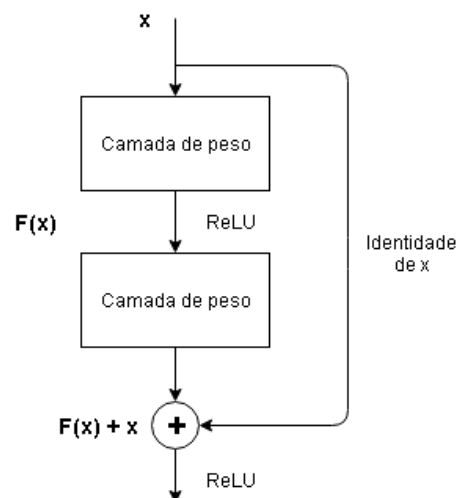 x
Camada de peso
F(x)
ReLU
Identidade
de x
Camada de peso
F(x) + x
+
ReLU